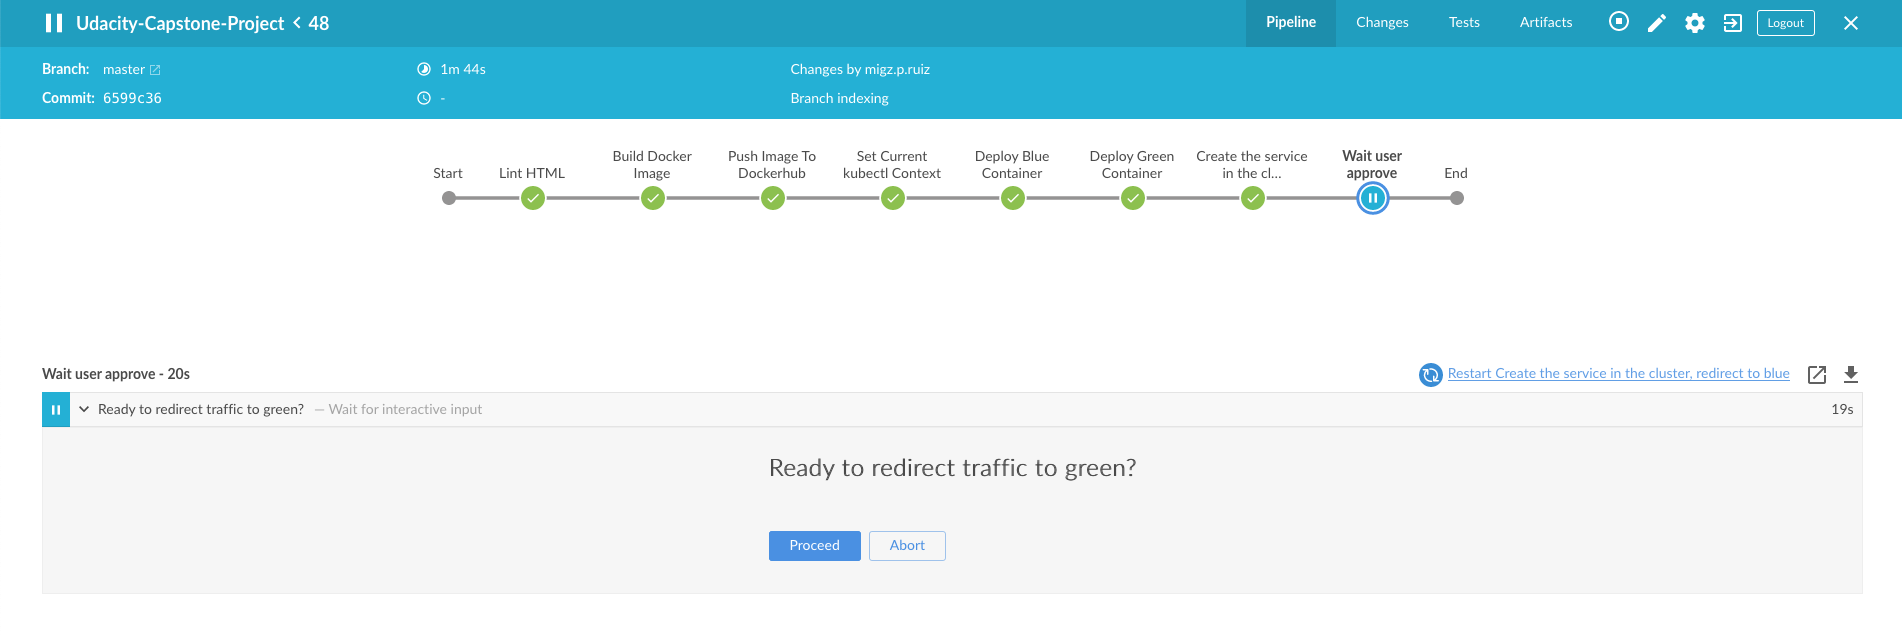 Udacity-Capstone-Project < 48
Pipeline
Changes
Tests
Artifacts
Logout
Branch: master
1m 44s
Changes by migz.p.ruiz
Commit: 6599c36
-
Branch indexing
Start
Lint HTML
Build Docker
Image
Push Image To
Dockerhub
Set Current
kubectl Context
Deploy Blue
Container
Deploy Green
Container
Create the service
in the cl...
Wait user
approve
End
Wait user approve - 20s
Restart Create the service in the cluster, redirect to blue
Ready to redirect traffic to green? — Wait for interactive input
19s
Ready to redirect traffic to green?
Proceed
Abort